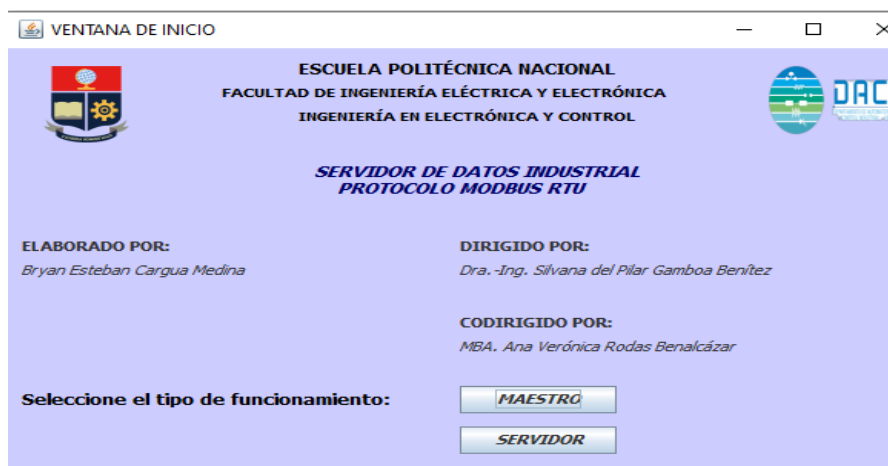 VENTANA DE INICIO
ESCUELA POLITÉCNICA NACIONAL
FACULTAD DE INGENIERÍA ELÉCTRICA Y ELECTRÓNICA
INGENIERÍA EN ELECTRÓNICA Y CONTROL
DAC
SERVIDOR DE DATOS INDUSTRIAL
PROTOCOLO MODBUS RTU
ELABORADO POR:
Bryan Esteban Cargua Medina
DIRIGIDO POR:
Dra.-Ing. Silvana del Pilar Gamboa Benítez
CODIRIGIDO POR:
MBA. Ana Verónica Rodas Benalcázar
Seleccione el tipo de funcionamiento:
MAESTRO
SERVIDOR